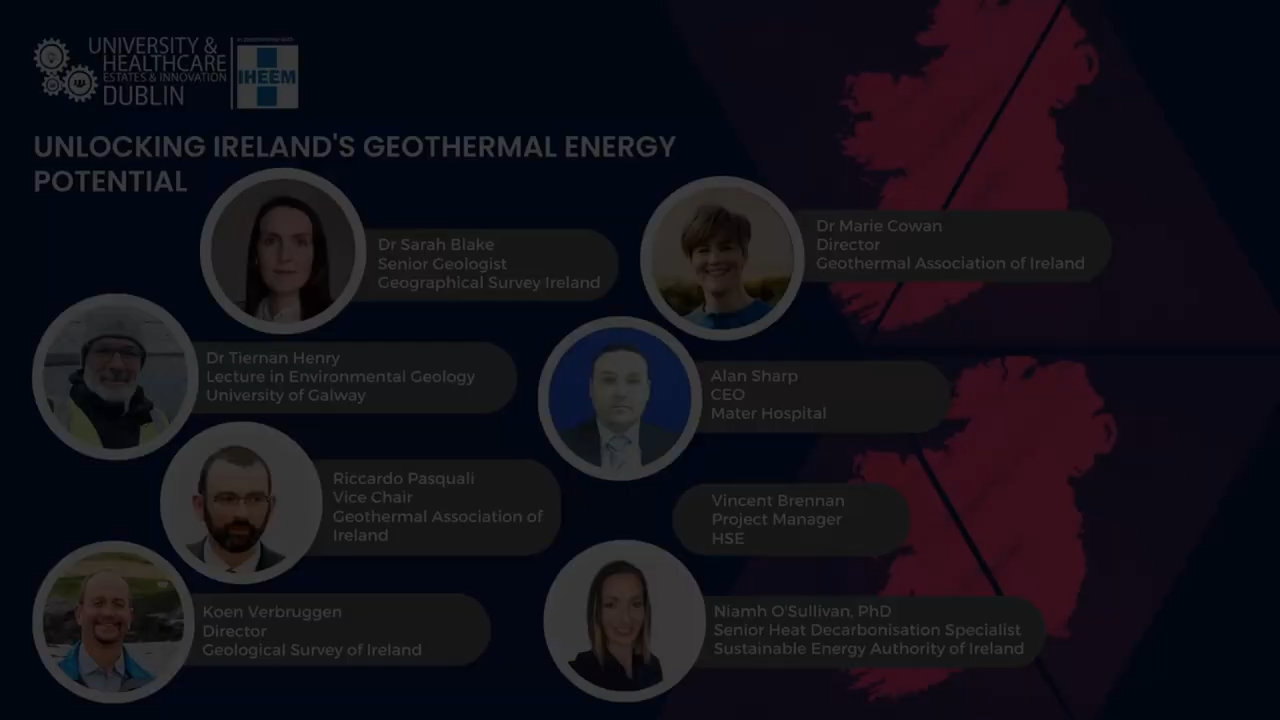 UNIVERSITY &
HEALTHCARE
ESTATES & INNOVATION
DUBLIN
IHEEM
UNLOCKING IRELAND'S GEOTHERMAL ENERGY
POTENTIAL
Dr Sarah Blake
Senior Geologist
Geographical Survey Ireland
Dr Marie Cowan
Director
Geothermal Association of Ireland
Dr Tiernan Henry
Lecture in Environmental Geology
University of Galway
Alan Sharp
CEO
Mater Hospital
Riccardo Pasquali
Vice Chair
Geothermal Association of
Ireland
Vincent Brennan
Project Manager
HSE
Koen Verbruggen
Director
Geological Survey of Ireland
Niamh O'Sullivan, PhD
Senior Heat Decarbonisation Specialist
Sustainable Energy Authority of Ireland